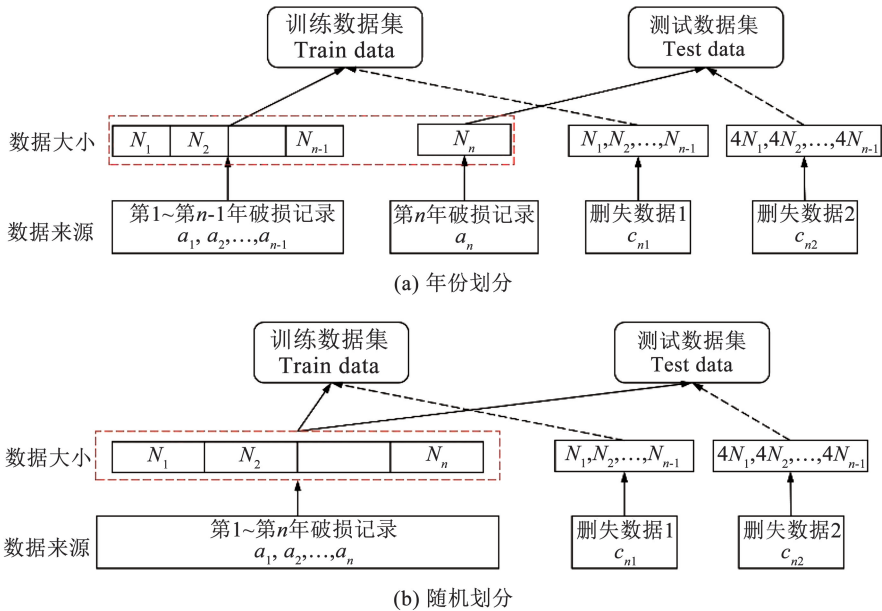 训练数据集
Train data
测试数据集
Test data
数据大小
N₁ N₂ Nₙ₋₁
Nₙ
N₁,N₂,…,Nₙ₋₁
4N₁,4N₂,…,4Nₙ₋₁
数据来源
第1~第n-1年破损记录
a₁, a₂,…,aₙ₋₁
第n年破损记录
aₙ
删失数据1
cₙ₁
删失数据2
cₙ₂
(a) 年份划分
训练数据集
Train data
测试数据集
Test data
数据大小
N₁ N₂ Nₙ
N₁,N₂,…,Nₙ₋₁
4N₁,4N₂,…,4Nₙ₋₁
数据来源
第1~第n年破损记录
a₁, a₂,…,aₙ
删失数据1
cₙ₁
删失数据2
cₙ₂
(b) 随机划分